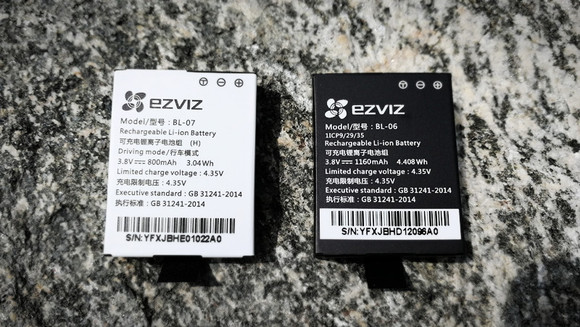 ezviz
Model/型号: BL-07
Rechargeable Li-ion Battery
可充电锂离子电池组 (H)
Driving mode/行车模式
3.8V⎓800mAh 3.04Wh
Limited charge voltage : 4.35V
充电限制电压 : 4.35V
Executive standard : GB 31241-2014
执行标准: GB 31241-2014
S/N:YFXJBHE01022A0
ezviz
Model/型号: BL-06
1ICP9/29/35
Rechargeable Li-ion Battery
可充电锂离子电池组
3.8V⎓1160mAh 4.408Wh
Limited charge voltage : 4.35V
充电限制电压 : 4.35V
Executive standard : GB 31241-2014
执行标准: GB 31241-2014
S/N:YFXJBHD12096A0